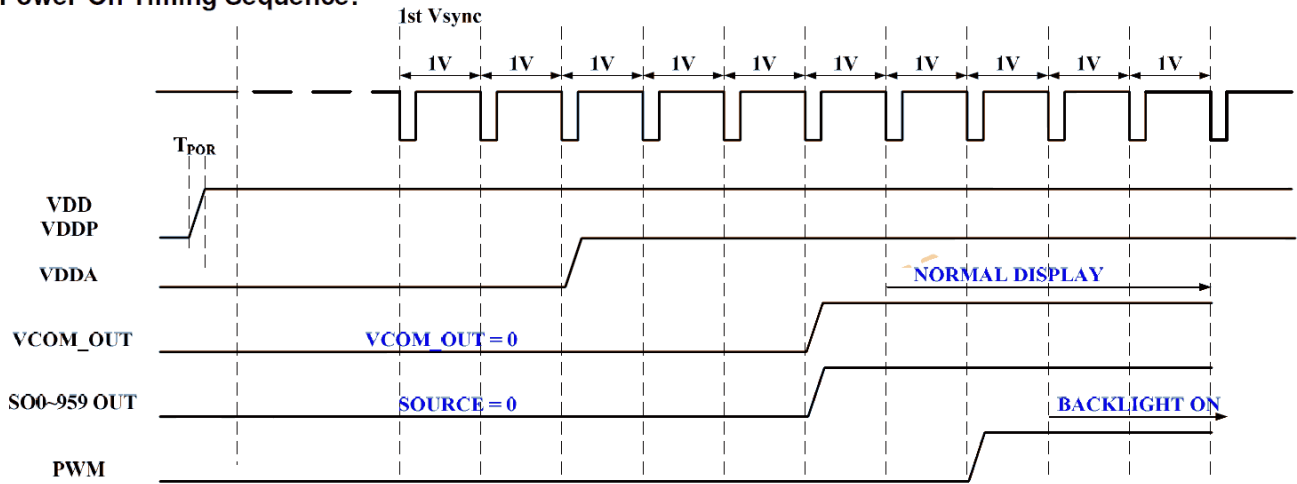 Power On Timing Sequence:
1st Vsync
1V 1V 1V 1V 1V 1V 1V 1V 1V 1V
TPOR
VDD
VDDP
VDDA
NORMAL DISPLAY
VCOM_OUT
VCOM_OUT = 0
SO0~959 OUT
SOURCE = 0
BACKLIGHT ON
PWM